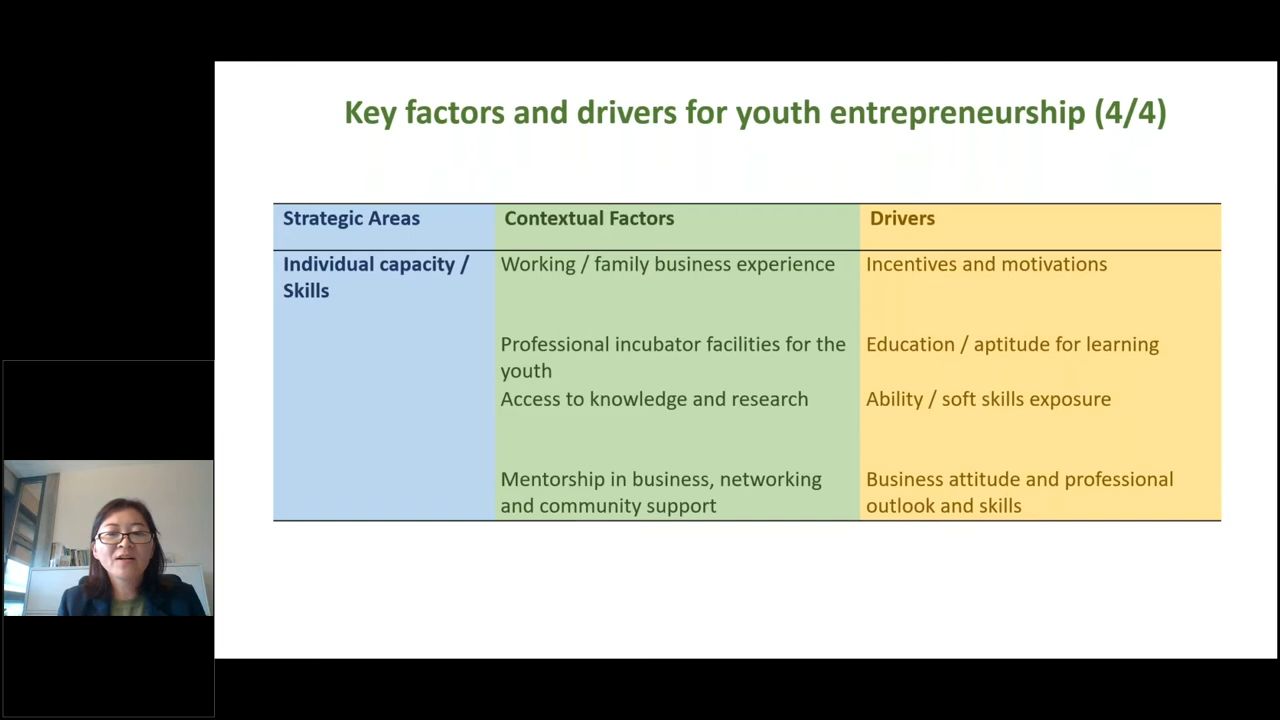 Key factors and drivers for youth entrepreneurship (4/4)
Strategic Areas
Contextual Factors
Drivers
Individual capacity /
Skills
Working / family business experience
Incentives and motivations
Professional incubator facilities for the
youth
Education / aptitude for learning
Access to knowledge and research
Ability / soft skills exposure
Mentorship in business, networking
and community support
Business attitude and professional
outlook and skills